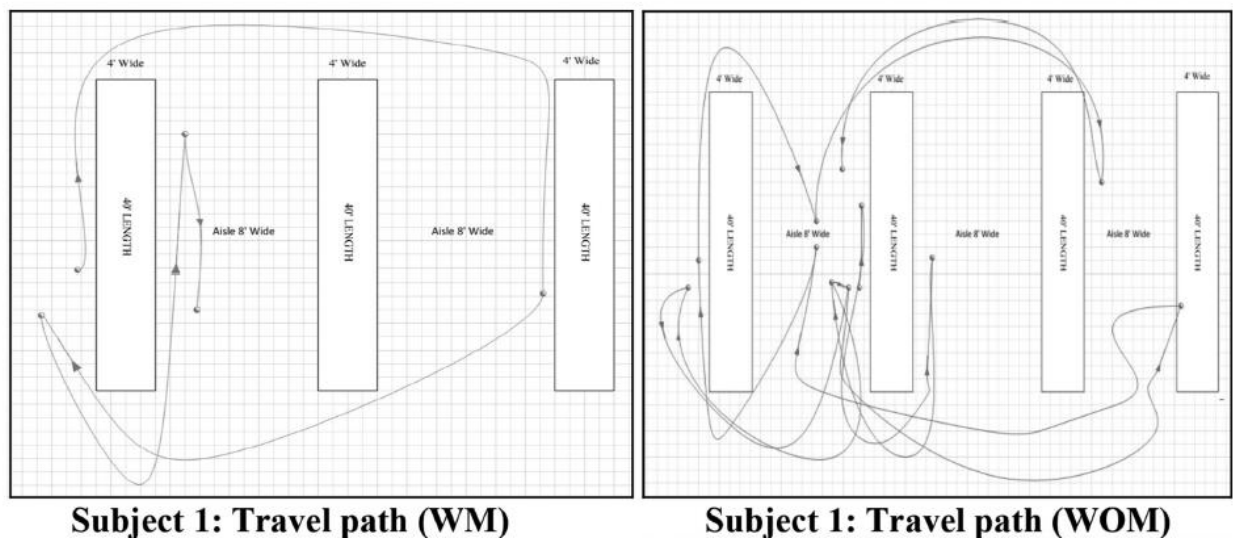 4' Wide
4' Wide
4' Wide
40' LENGTH
Aisle 8' Wide
40' LENGTH
Aisle 8' Wide
40' LENGTH
Subject 1: Travel path (WM)
4' Wide
4' Wide
4' Wide
4' Wide
40' LENGTH
Aisle 8' Wide
40' LENGTH
Aisle 8' Wide
40' LENGTH
Aisle 8' Wide
40' LENGTH
Subject 1: Travel path (WOM)